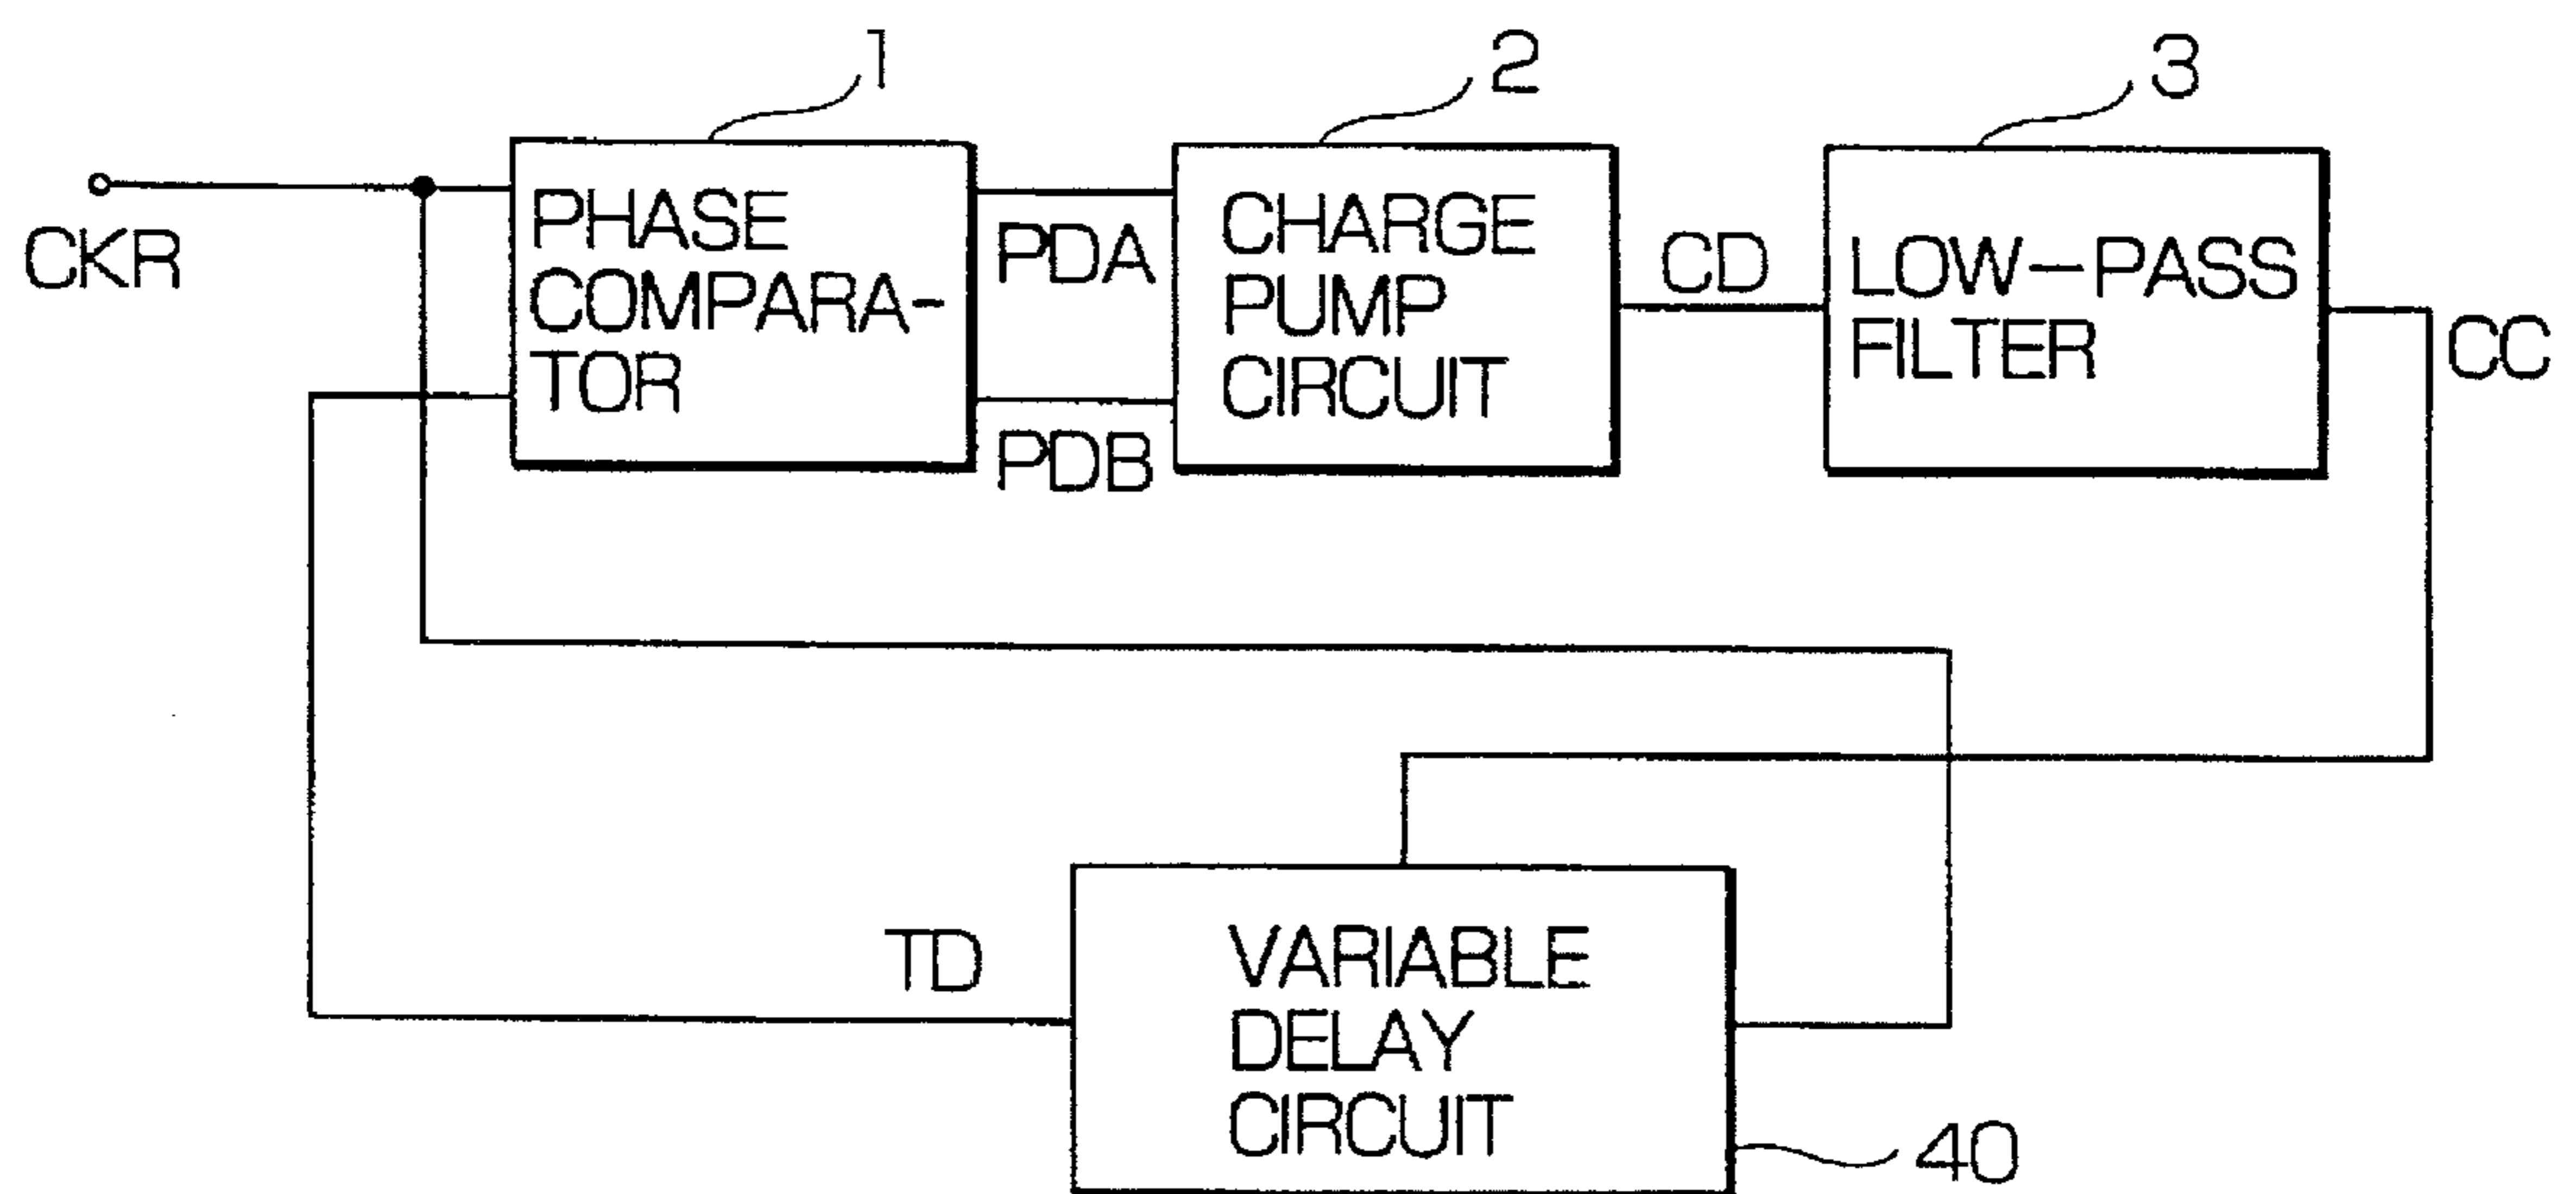 1
2
3
CKR
PHASE
COMPARA-
TOR
PDA
PDB
CHARGE
PUMP
CIRCUIT
CD
LOW-PASS
FILTER
CC
TD
VARIABLE
DELAY
CIRCUIT
40